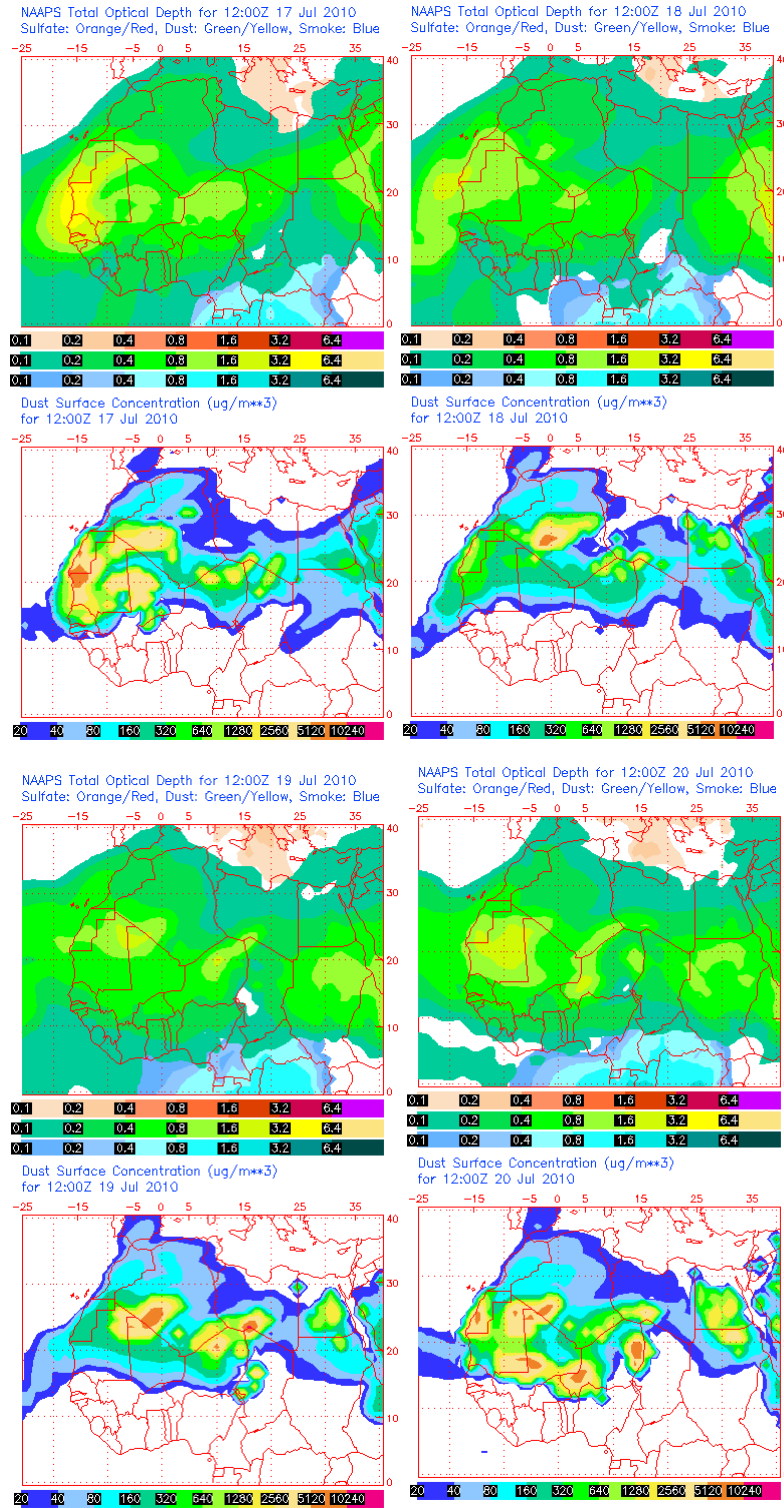 NAAPS Total Optical Depth for 12:00Z 17 Jul 2010
Sulfate: Orange/Red, Dust: Green/Yellow, Smoke: Blue
-25 -15 -5 0 5 15 25 35
40
30
20
10
0
0.1 0.2 0.4 0.8 1.6 3.2 6.4
0.1 0.2 0.4 0.8 1.6 3.2 6.4
0.1 0.2 0.4 0.8 1.6 3.2 6.4
NAAPS Total Optical Depth for 12:00Z 18 Jul 2010
Sulfate: Orange/Red, Dust: Green/Yellow, Smoke: Blue
-25 -15 -5 0 5 15 25 35
40
30
20
10
0
0.1 0.2 0.4 0.8 1.6 3.2 6.4
0.1 0.2 0.4 0.8 1.6 3.2 6.4
0.1 0.2 0.4 0.8 1.6 3.2 6.4
Dust Surface Concentration (ug/m**3)
for 12:00Z 17 Jul 2010
-25 -15 -5 0 5 15 25 35
40
30
20
10
0
20 40 80 160 320 640 1280 2560 5120 10240
Dust Surface Concentration (ug/m**3)
for 12:00Z 18 Jul 2010
-25 -15 -5 0 5 15 25 35
40
30
20
10
0
20 40 80 160 320 640 1280 2560 5120 10240
NAAPS Total Optical Depth for 12:00Z 19 Jul 2010
Sulfate: Orange/Red, Dust: Green/Yellow, Smoke: Blue
-25 -15 -5 0 5 15 25 35
40
30
20
10
0
0.1 0.2 0.4 0.8 1.6 3.2 6.4
0.1 0.2 0.4 0.8 1.6 3.2 6.4
0.1 0.2 0.4 0.8 1.6 3.2 6.4
NAAPS Total Optical Depth for 12:00Z 20 Jul 2010
Sulfate: Orange/Red, Dust: Green/Yellow, Smoke: Blue
-25 -15 -5 0 5 15 25 35
40
30
20
10
0
0.1 0.2 0.4 0.8 1.6 3.2 6.4
0.1 0.2 0.4 0.8 1.6 3.2 6.4
0.1 0.2 0.4 0.8 1.6 3.2 6.4
Dust Surface Concentration (ug/m**3)
for 12:00Z 19 Jul 2010
-25 -15 -5 0 5 15 25 35
40
30
20
10
0
20 40 80 160 320 640 1280 2560 5120 10240
Dust Surface Concentration (ug/m**3)
for 12:00Z 20 Jul 2010
-25 -15 -5 0 5 15 25 35
40
30
20
10
0
20 40 80 160 320 640 1280 2560 5120 10240